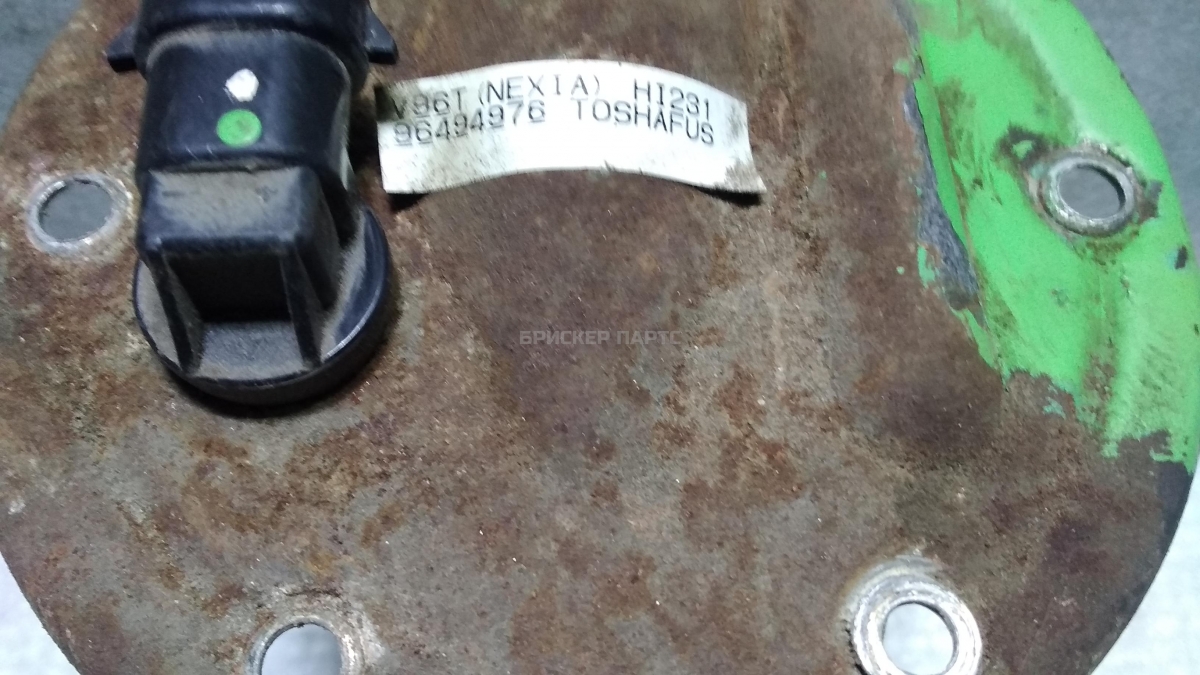 V96T (NEXIA) HI231
96494976 TOSHAFUS
БРИСКЕР ПАРТС